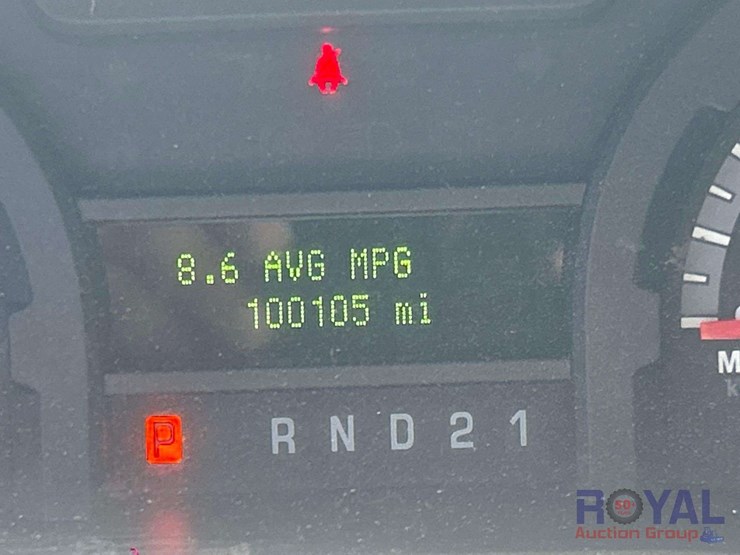 8.6 AVG MPG
100105 mi
P R N D 2 1
M
ROYAL
Auction Group